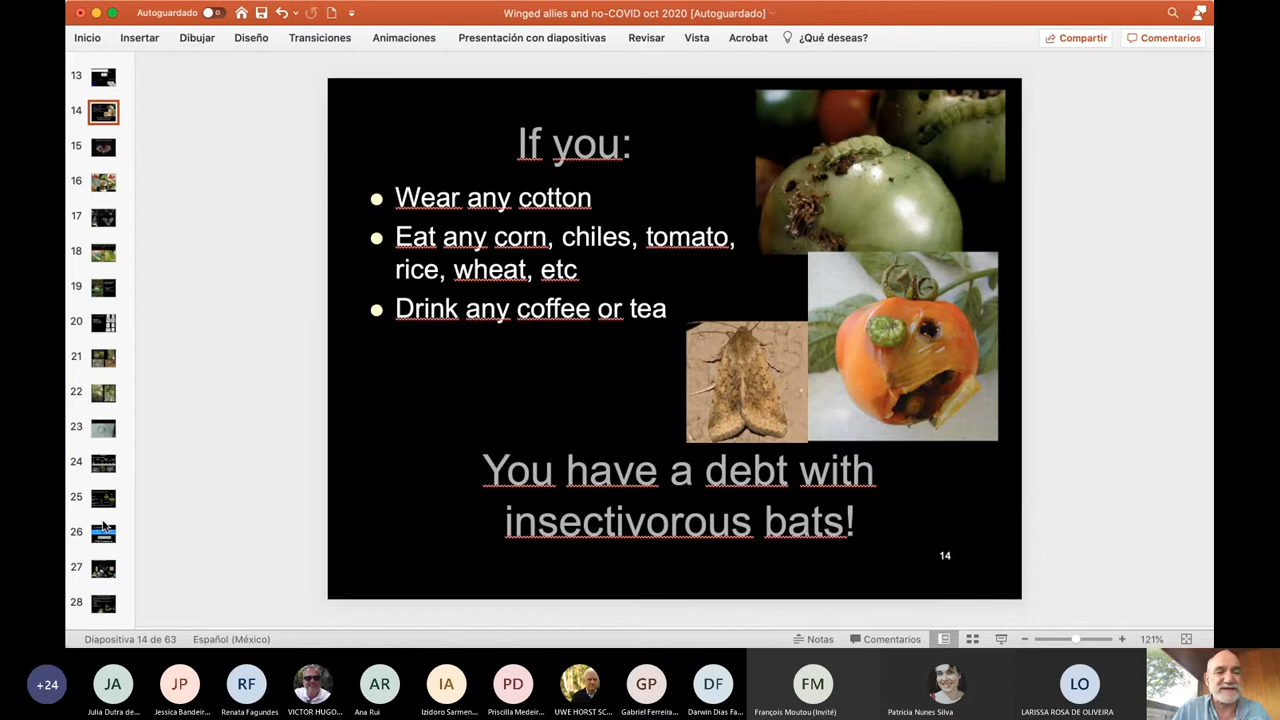 Autoguardado
Winged allies and no-COVID oct 2020 [Autoguardado]
Inicio Insertar Dibujar Diseño Transiciones Animaciones Presentación con diapositivas Revisar Vista Acrobat ¿Qué deseas? Compartir Comentarios
13
14
15
16
17
18
19
20
21
22
23
24
25
26
27
28
If you:
Wear any cotton
Eat any corn, chiles, tomato,
rice, wheat, etc
Drink any coffee or tea
You have a debt with
insectivorous bats!
14
Diapositiva 14 de 63 Español (México) Notas Comentarios 121%
+24 JA JP RF AR IA PD GP DF FM LO
Julia Dutra de... Jessica Bandeir... Renata Fagundes VICTOR HUGO... Ana Rui Izidoro Sarmen... Priscilla Medeir... UWE HORST SC... Gabriel Ferreira... Darwin Dias Fa... François Moutou (Invité) Patricia Nunes Silva LARISSA ROSA DE OLIVEIRA